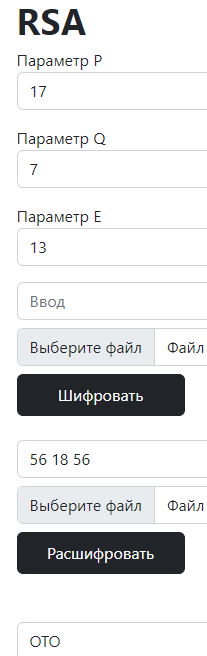 RSA
Параметр P
17
Параметр Q
7
Параметр E
13
Ввод
Выберите файл Файл
Шифровать
56 18 56
Выберите файл Файл
Расшифровать
ОТО